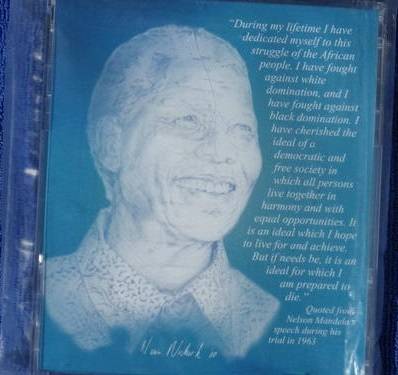 "During my lifetime I have
dedicated myself to this
struggle of the African
people. I have fought
against white
domination, and I
have fought against
black domination. I
have cherished the
ideal of a
democratic and
free society in
which all persons
live together in
harmony and with
equal opportunities. It
is an ideal which I hope
to live for and achieve.
But if needs be, it is an
ideal for which I
am prepared to
die."
Quoted from
Nelson Mandela's
speech during his
trial in 1963